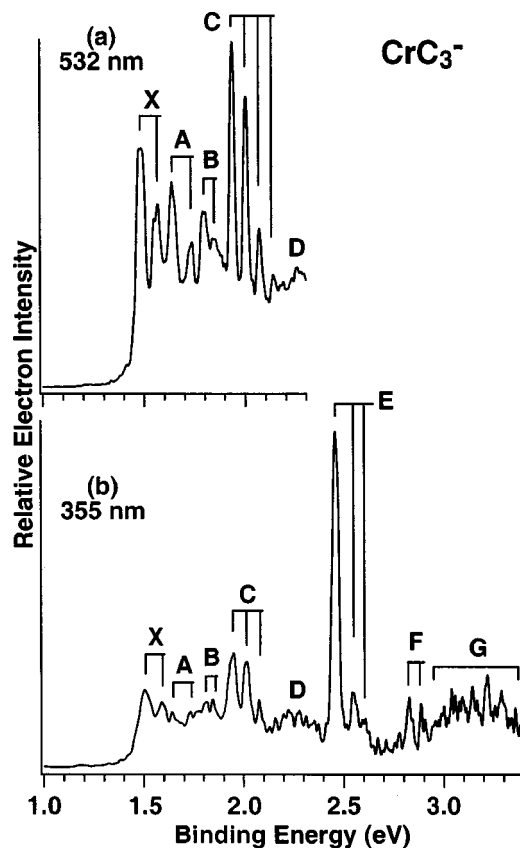 (a)
532 nm
CrC₃⁻
C
X
A
B
D
Relative Electron Intensity
(b)
355 nm
E
X
A
B
C
D
F
G
1.0 1.5 2.0 2.5 3.0
Binding Energy (eV)